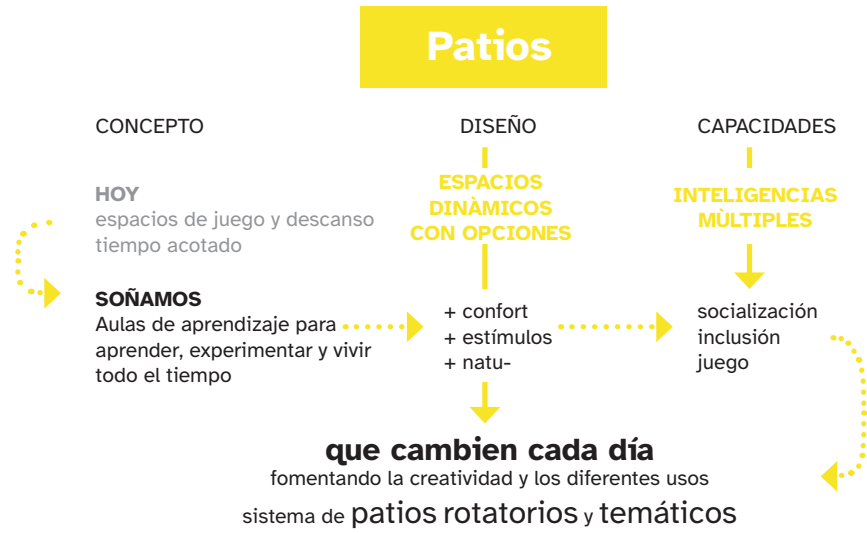 Patios
CONCEPTO
HOY
espacios de juego y descanso
tiempo acotado
SOÑAMOS
Aulas de aprendizaje para
aprender, experimentar y vivir
todo el tiempo
DISEÑO
ESPACIOS
DINÀMICOS
CON OPCIONES
+ confort
+ estímulos
+ natu-
CAPACIDADES
INTELIGENCIAS
MÙLTIPLES
socialización
inclusión
juego
que cambien cada día
fomentando la creatividad y los diferentes usos
sistema de patios rotatorios y temáticos